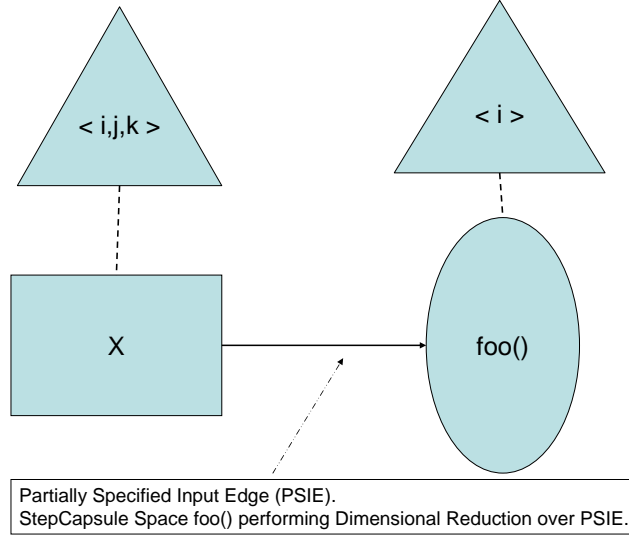 < i,j,k >
< i >
X
foo()
Partially Specified Input Edge (PSIE).
StepCapsule Space foo() performing Dimensional Reduction over PSIE.